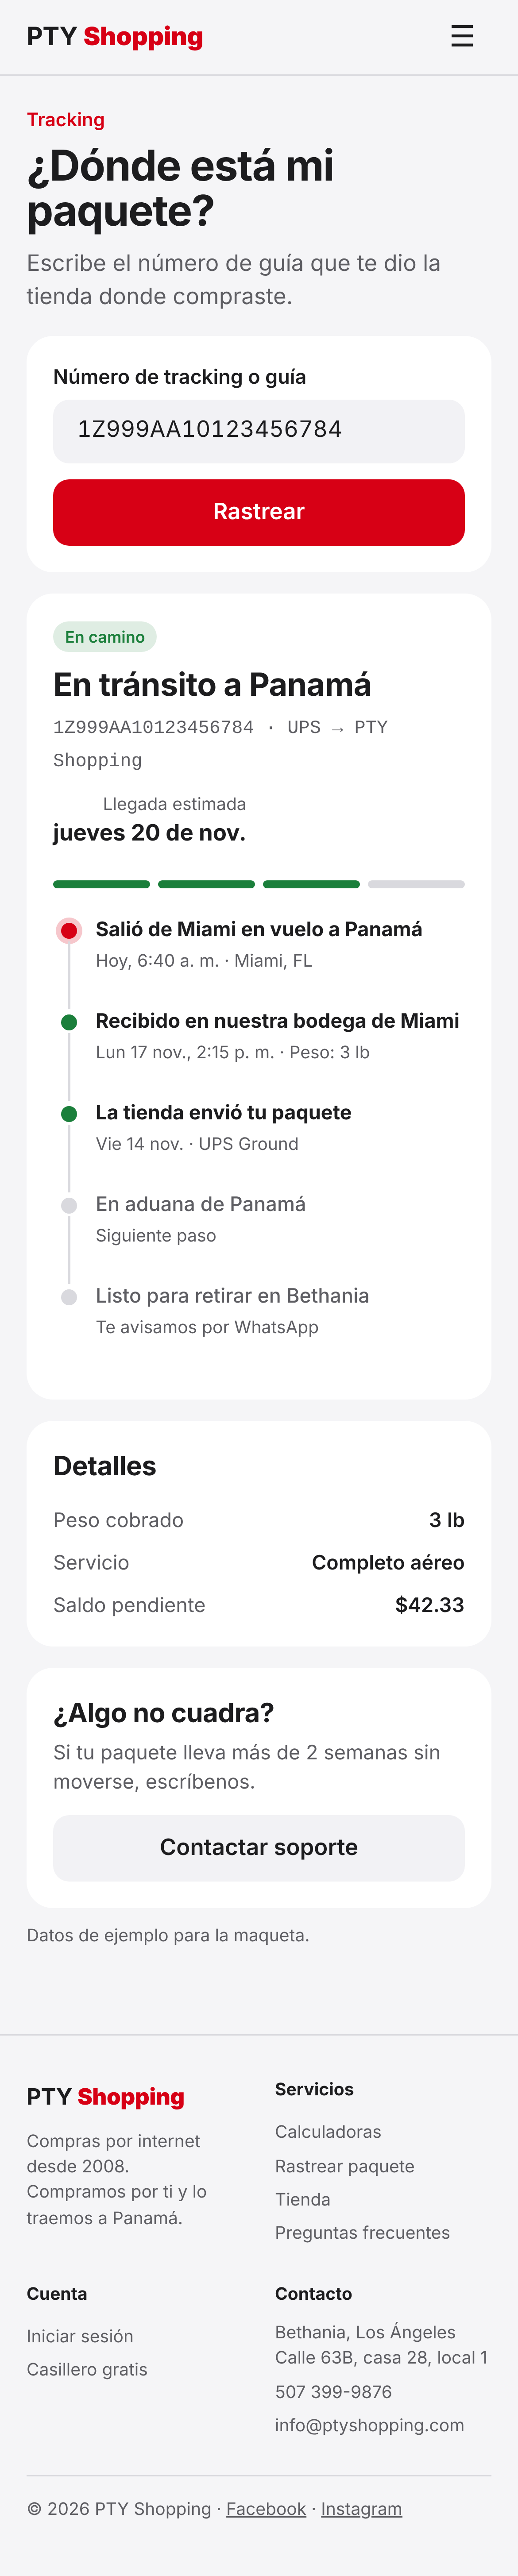 PTY Shopping
☰
Tracking
¿Dónde está mi
paquete?
Escribe el número de guía que te dio la
tienda donde compraste.
Número de tracking o guía
1Z999AA10123456784
Rastrear
En camino
En tránsito a Panamá
1Z999AA10123456784 · UPS → PTY
Shopping
Llegada estimada
jueves 20 de nov.
Salió de Miami en vuelo a Panamá
Hoy, 6:40 a. m. · Miami, FL
Recibido en nuestra bodega de Miami
Lun 17 nov., 2:15 p. m. · Peso: 3 lb
La tienda envió tu paquete
Vie 14 nov. · UPS Ground
En aduana de Panamá
Siguiente paso
Listo para retirar en Bethania
Te avisamos por WhatsApp
Detalles
Peso cobrado 3 lb
Servicio Completo aéreo
Saldo pendiente $42.33
¿Algo no cuadra?
Si tu paquete lleva más de 2 semanas sin
moverse, escríbenos.
Contactar soporte
Datos de ejemplo para la maqueta.
PTY Shopping
Compras por internet
desde 2008.
Compramos por ti y lo
traemos a Panamá.
Servicios
Calculadoras
Rastrear paquete
Tienda
Preguntas frecuentes
Cuenta
Iniciar sesión
Casillero gratis
Contacto
Bethania, Los Ángeles
Calle 63B, casa 28, local 1
507 399-9876
info@ptyshopping.com
© 2026 PTY Shopping · Facebook · Instagram